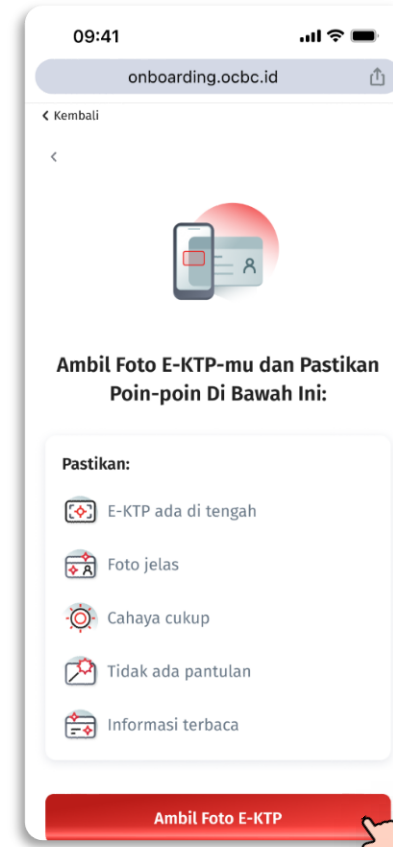 09:41
onboarding.ocbc.id
Kembali
Ambil Foto E-KTP-mu dan Pastikan
Poin-poin Di Bawah Ini:
Pastikan:
E-KTP ada di tengah
Foto jelas
Cahaya cukup
Tidak ada pantulan
Informasi terbaca
Ambil Foto E-KTP